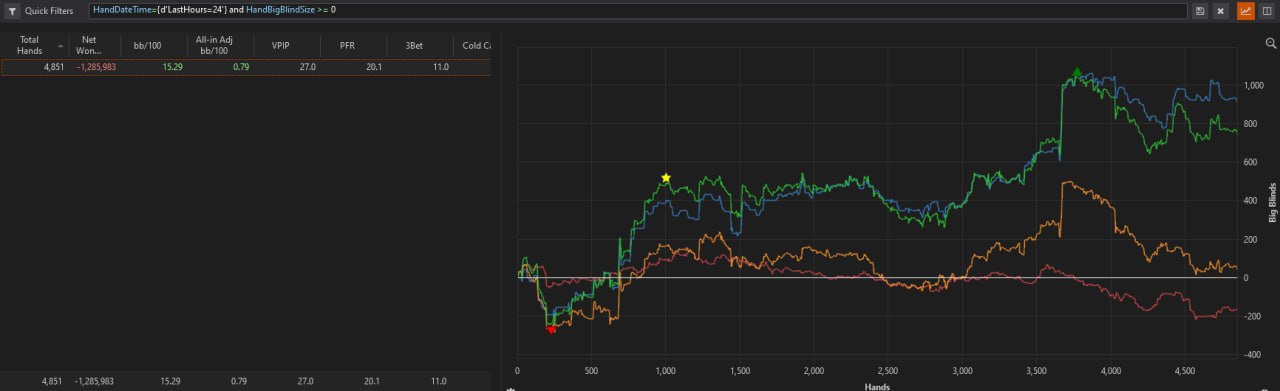 Quick Filters HandDateTime={d'LastHours=24'} and HandBigBlindSize >= 0
Total Hands Net Won... bb/100 All-in Adj bb/100 VPIP PFR 3Bet Cold Ca
4,851 -1,285,983 15.29 0.79 27.0 20.1 11.0
4,851 -1,285,983 15.29 0.79 27.0 20.1 11.0
1,000
800
600
400
200
0
-200
-400
Big Blinds
0 500 1,000 1,500 2,000 2,500 3,000 3,500 4,000 4,500
Hands